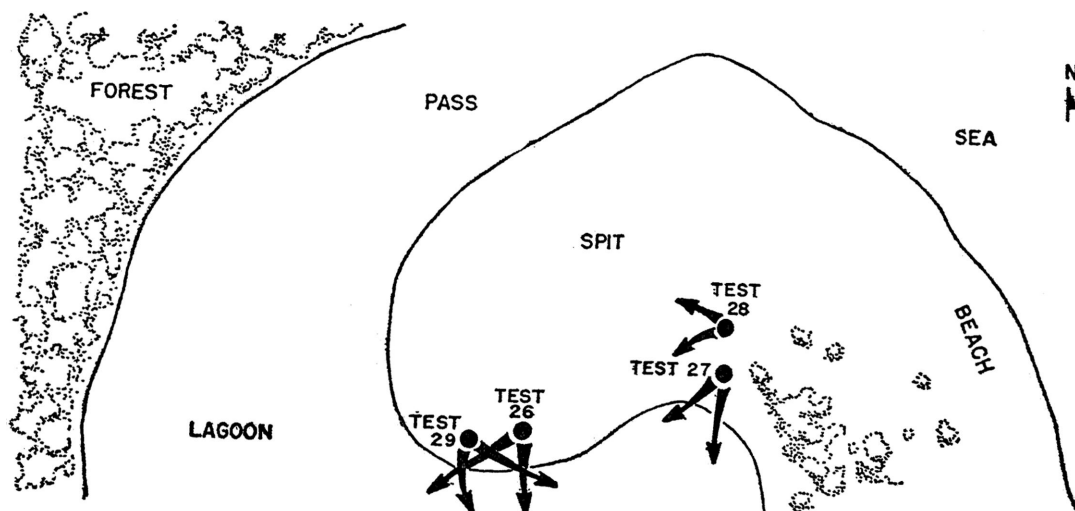 FOREST
PASS
N
SEA
SPIT
TEST
28
BEACH
TEST 27
TEST
26
TEST
29
LAGOON